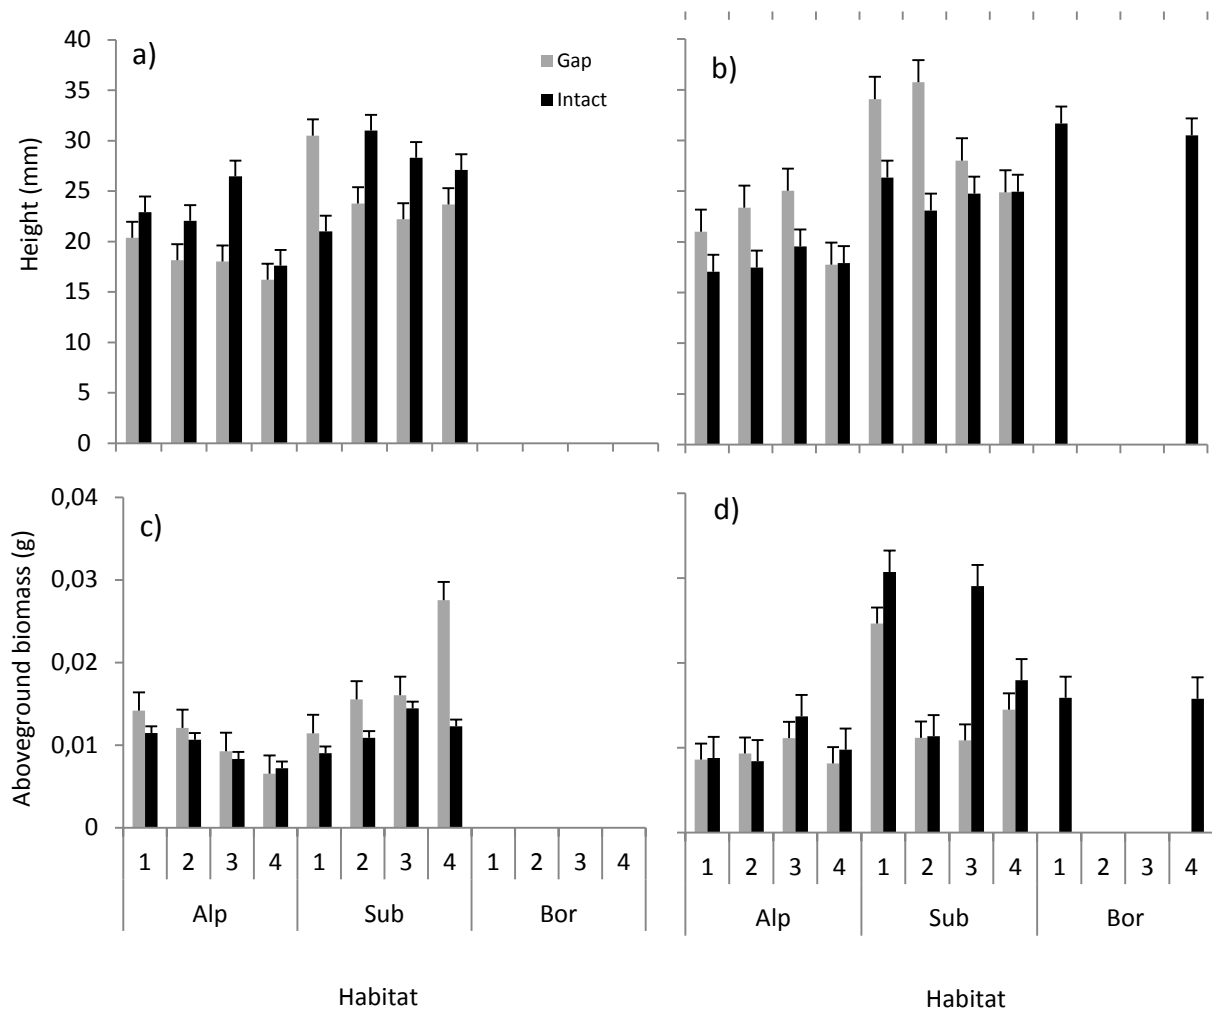 a)
Gap
Intact
40
35
30
25
20
15
10
5
0
Height (mm)
b)
c)
0,04
0,03
0,02
0,01
0
Aboveground biomass (g)
d)
1 2 3 4 1 2 3 4 1 2 3 4
Alp Sub Bor
Habitat
1 2 3 4 1 2 3 4 1 2 3 4
Alp Sub Bor
Habitat